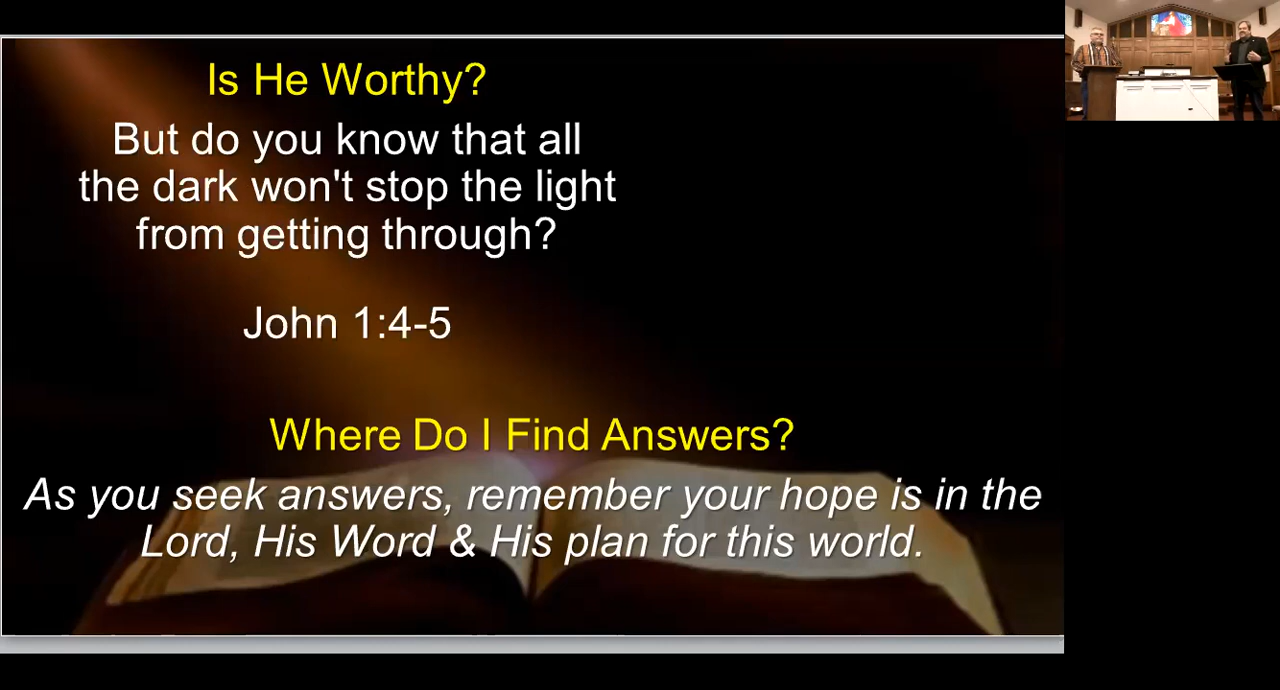 Is He Worthy?
But do you know that all
the dark won't stop the light
from getting through?
John 1:4-5
Where Do I Find Answers?
As you seek answers, remember your hope is in the
Lord, His Word & His plan for this world.